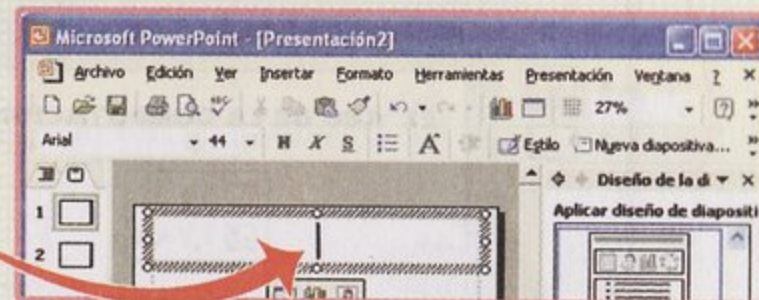 Microsoft PowerPoint - [Presentación2]
Archivo Edición Ver Insertar Formato Herramientas Presentación Ventana ?
27%
Arial 44 N K S A Estilo Nueva diapositiva...
Diseño de la di
1
Aplicar diseño de diapositi
2